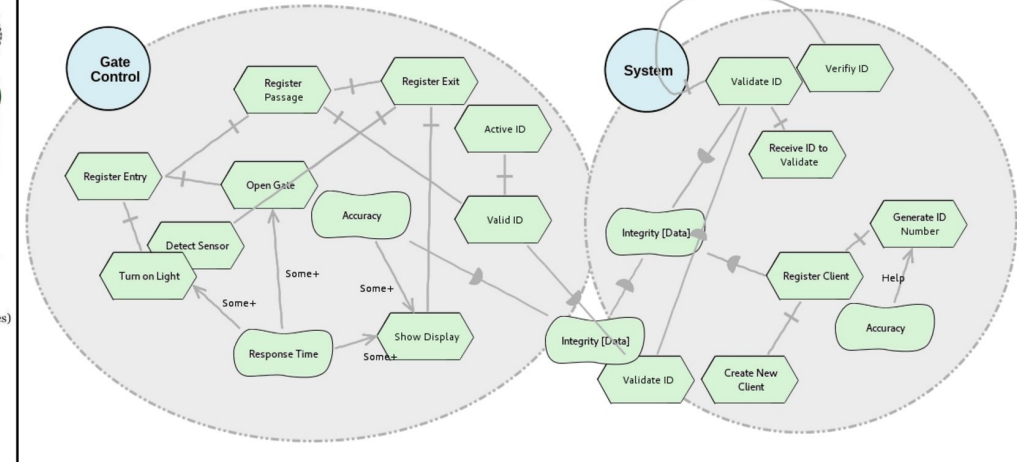 Gate
Control
Register
Passage
Register Exit
Active ID
Register Entry
Open Gate
Accuracy
Valid ID
Detect Sensor
Turn on Light
Some+
Some+
Some+
Response Time
Show Display
Some+
System
Validate ID
Verifiy ID
Receive ID to
Validate
Integrity [Data]
Generate ID
Number
Register Client
Help
Accuracy
Integrity [Data]
Validate ID
Create New
Client
es)